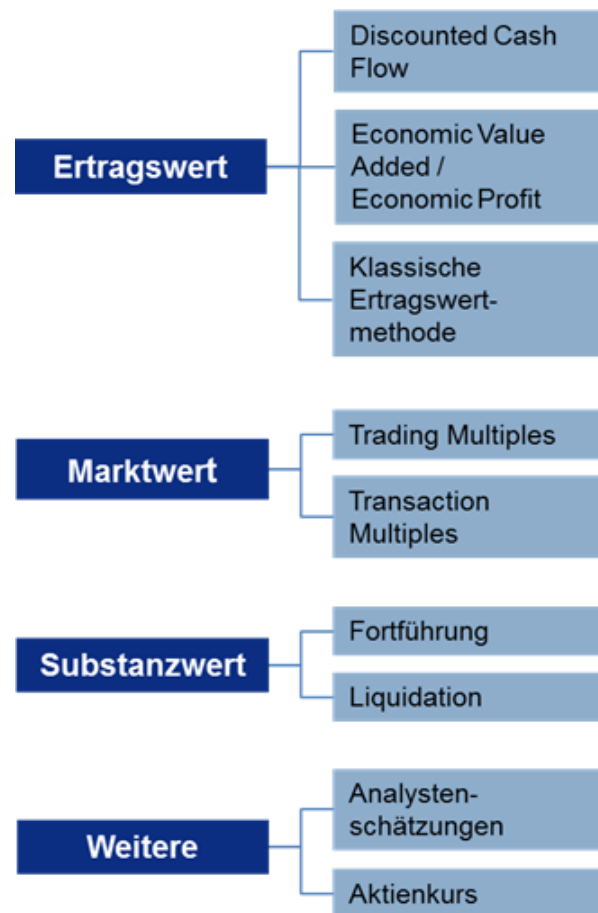 Ertragswert
Discounted Cash
Flow
Economic Value
Added /
Economic Profit
Klassische
Ertragswert-
methode
Marktwert
Trading Multiples
Transaction
Multiples
Substanzwert
Fortführung
Liquidation
Weitere
Analysten-
schätzungen
Aktienkurs